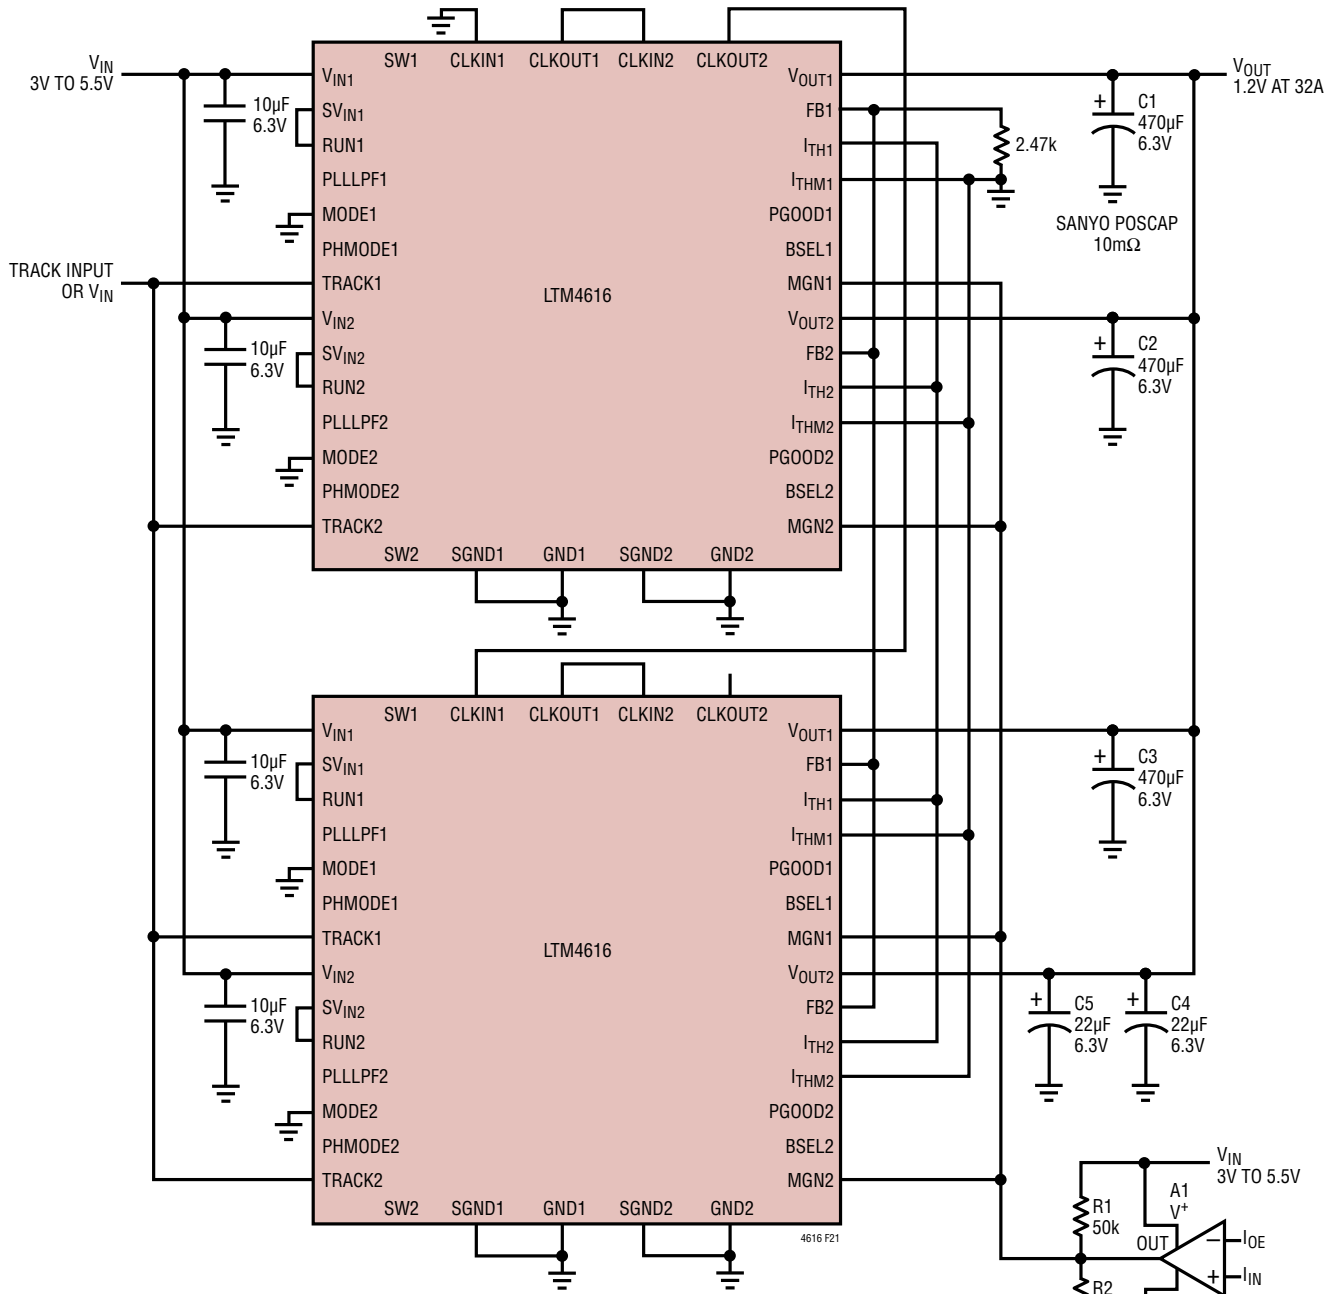 SW1 CLKIN1 CLKOUT1 CLKIN2 CLKOUT2
VIN
3V TO 5.5V
10µF
6.3V
VIN1
SVIN1
RUN1
PLLLPF1
MODE1
PHMODE1
TRACK INPUT
OR VIN
TRACK1
VIN2
10µF
6.3V
SVIN2
RUN2
PLLLPF2
MODE2
PHMODE2
TRACK2
LTM4616
VOUT1
FB1
ITH1
ITHM1
PGOOD1
BSEL1
MGN1
VOUT2
FB2
ITH2
ITHM2
PGOOD2
BSEL2
MGN2
SW2 SGND1 GND1 SGND2 GND2
2.47k
VOUT
1.2V AT 32A
+ C1
470µF
6.3V
SANYO POSCAP
10mΩ
+ C2
470µF
6.3V
SW1 CLKIN1 CLKOUT1 CLKIN2 CLKOUT2
10µF
6.3V
VIN1
SVIN1
RUN1
PLLLPF1
MODE1
PHMODE1
TRACK1
VIN2
10µF
6.3V
SVIN2
RUN2
PLLLPF2
MODE2
PHMODE2
TRACK2
LTM4616
VOUT1
FB1
ITH1
ITHM1
PGOOD1
BSEL1
MGN1
VOUT2
FB2
ITH2
ITHM2
PGOOD2
BSEL2
MGN2
SW2 SGND1 GND1 SGND2 GND2
4616 F21
+ C3
470µF
6.3V
+ C5
22µF
6.3V
+ C4
22µF
6.3V
VIN
3V TO 5.5V
R1
50k
A1
V+
OUT
– IOE
+ IIN
R2